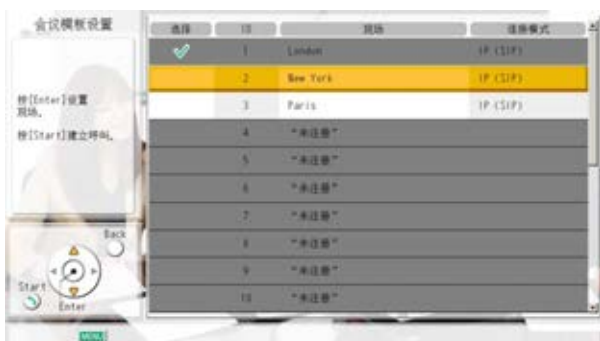 会议模板设置
按[Enter]设置
现场。
按[Start]建立呼叫。
Back
Start
Enter
选择 ID 现场 连接模式
1 London IP (SIP)
2 New York IP (SIP)
3 Paris IP (SIP)
4 "未注册"
5 "未注册"
6 "未注册"
7 "未注册"
8 "未注册"
9 "未注册"
10 "未注册"
MENU